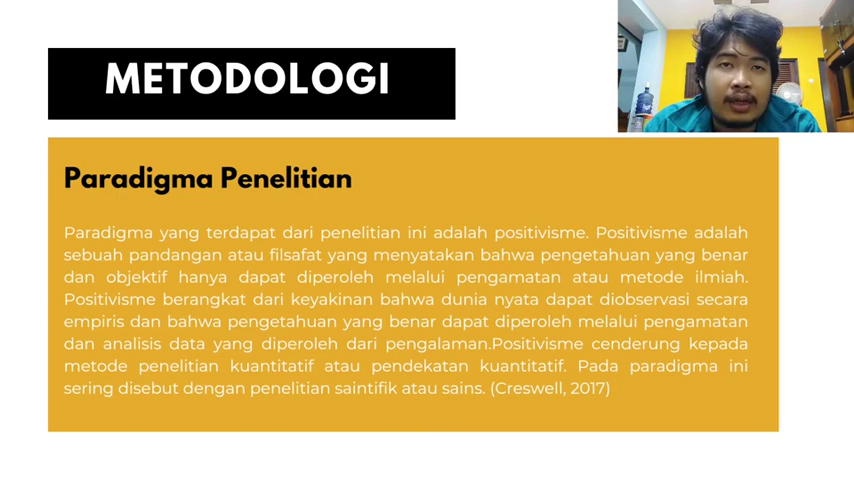 METODOLOGI
Paradigma Penelitian
Paradigma yang terdapat dari penelitian ini adalah positivisme. Positivisme adalah
sebuah pandangan atau filsafat yang menyatakan bahwa pengetahuan yang benar
dan objektif hanya dapat diperoleh melalui pengamatan atau metode ilmiah.
Positivisme berangkat dari keyakinan bahwa dunia nyata dapat diobservasi secara
empiris dan bahwa pengetahuan yang benar dapat diperoleh melalui pengamatan
dan analisis data yang diperoleh dari pengalaman.Positivisme cenderung kepada
metode penelitian kuantitatif atau pendekatan kuantitatif. Pada paradigma ini
sering disebut dengan penelitian saintifik atau sains. (Creswell, 2017)